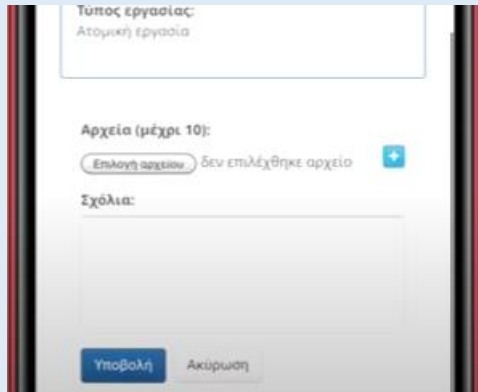 Τύπος εργασίας:
Ατομική εργασία
Αρχεία (μέχρι 10):
Επιλογή αρχείου δεν επιλέχθηκε αρχείο +
Σχόλια:
Υποβολή Ακύρωση